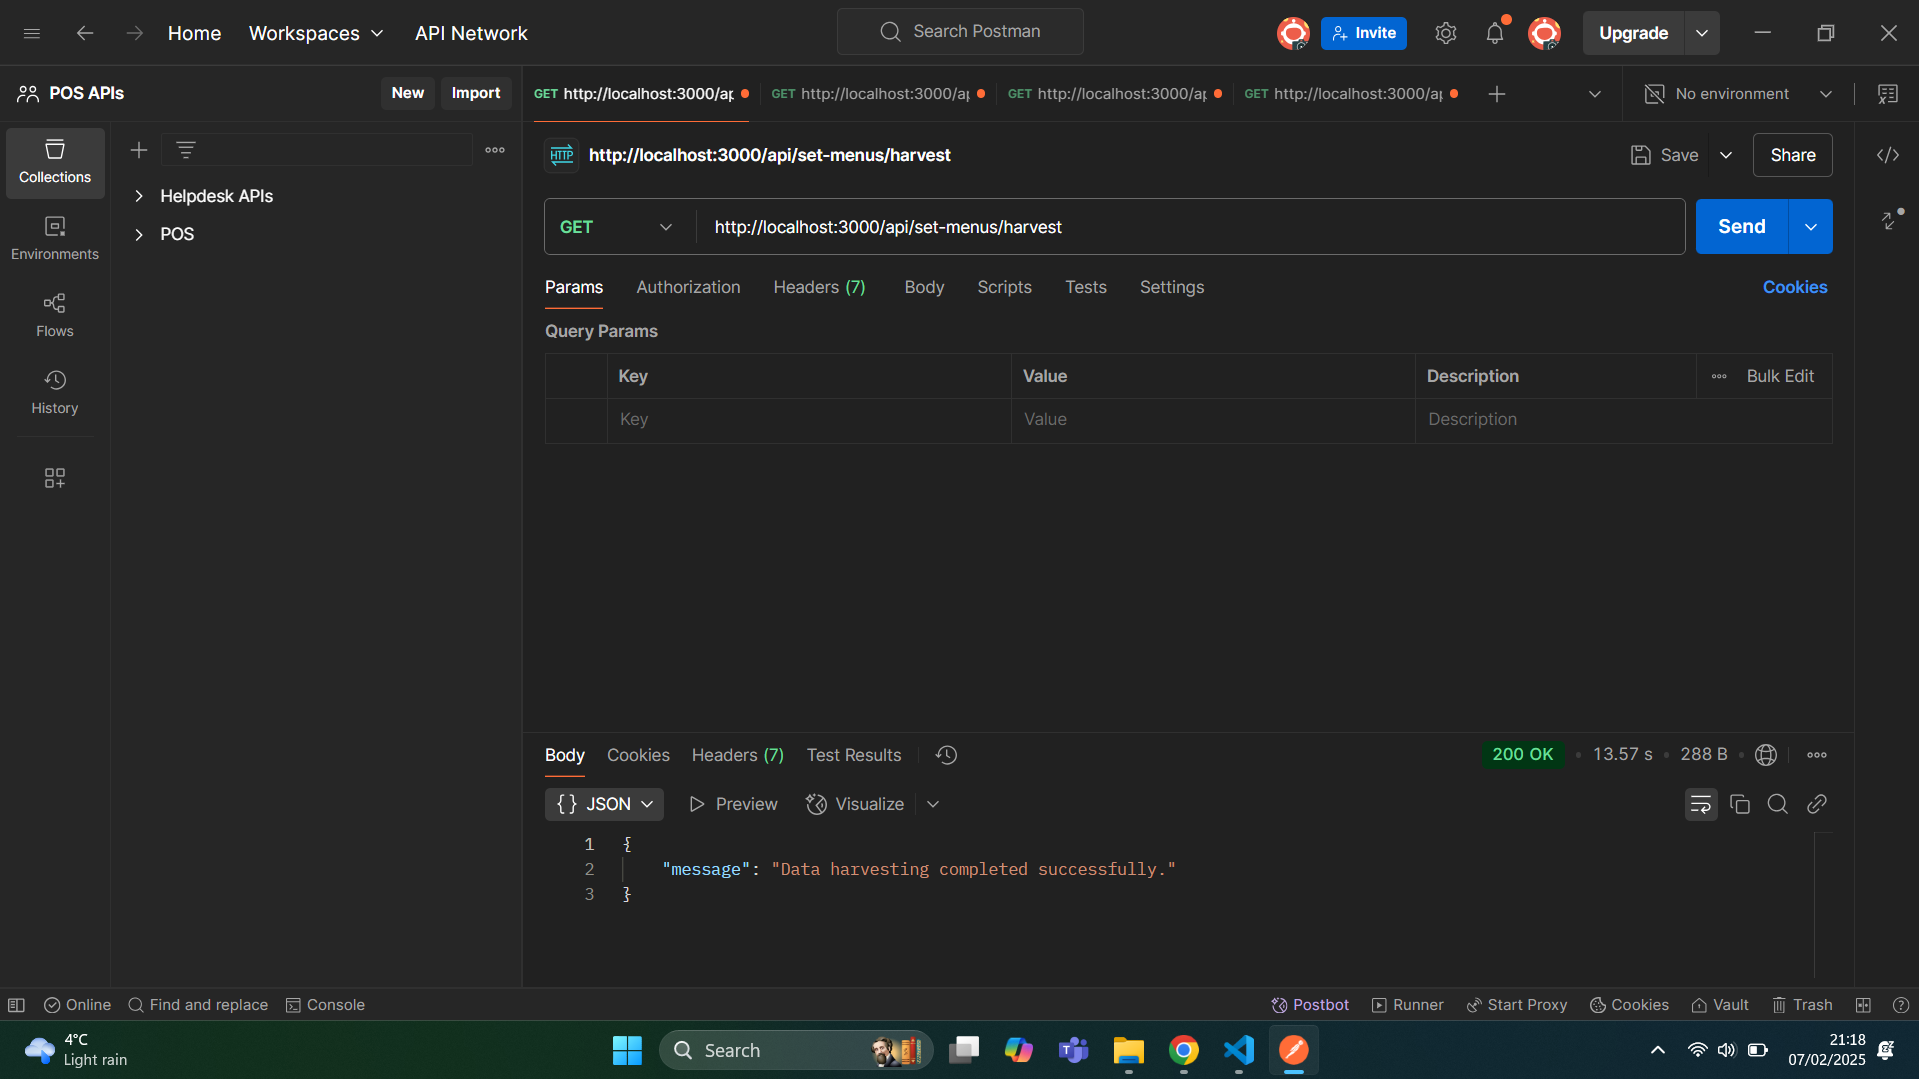 Home Workspaces API Network Search Postman Invite Upgrade
POS APIs New Import GET http://localhost:3000/ap GET http://localhost:3000/ap GET http://localhost:3000/ap GET http://localhost:3000/ap No environment
Collections
Environments
Flows
History
Helpdesk APIs
POS
HTTP http://localhost:3000/api/set-menus/harvest Save Share
GET http://localhost:3000/api/set-menus/harvest Send
Params Authorization Headers (7) Body Scripts Tests Settings Cookies
Query Params
Key Value Description Bulk Edit
Key Value Description
Body Cookies Headers (7) Test Results 200 OK • 13.57 s • 288 B •
{} JSON Preview Visualize
1 {
2 "message": "Data harvesting completed successfully."
3 }
Online Find and replace Console Postbot Runner Start Proxy Cookies Vault Trash
4°C
Light rain
Search
21:18
07/02/2025